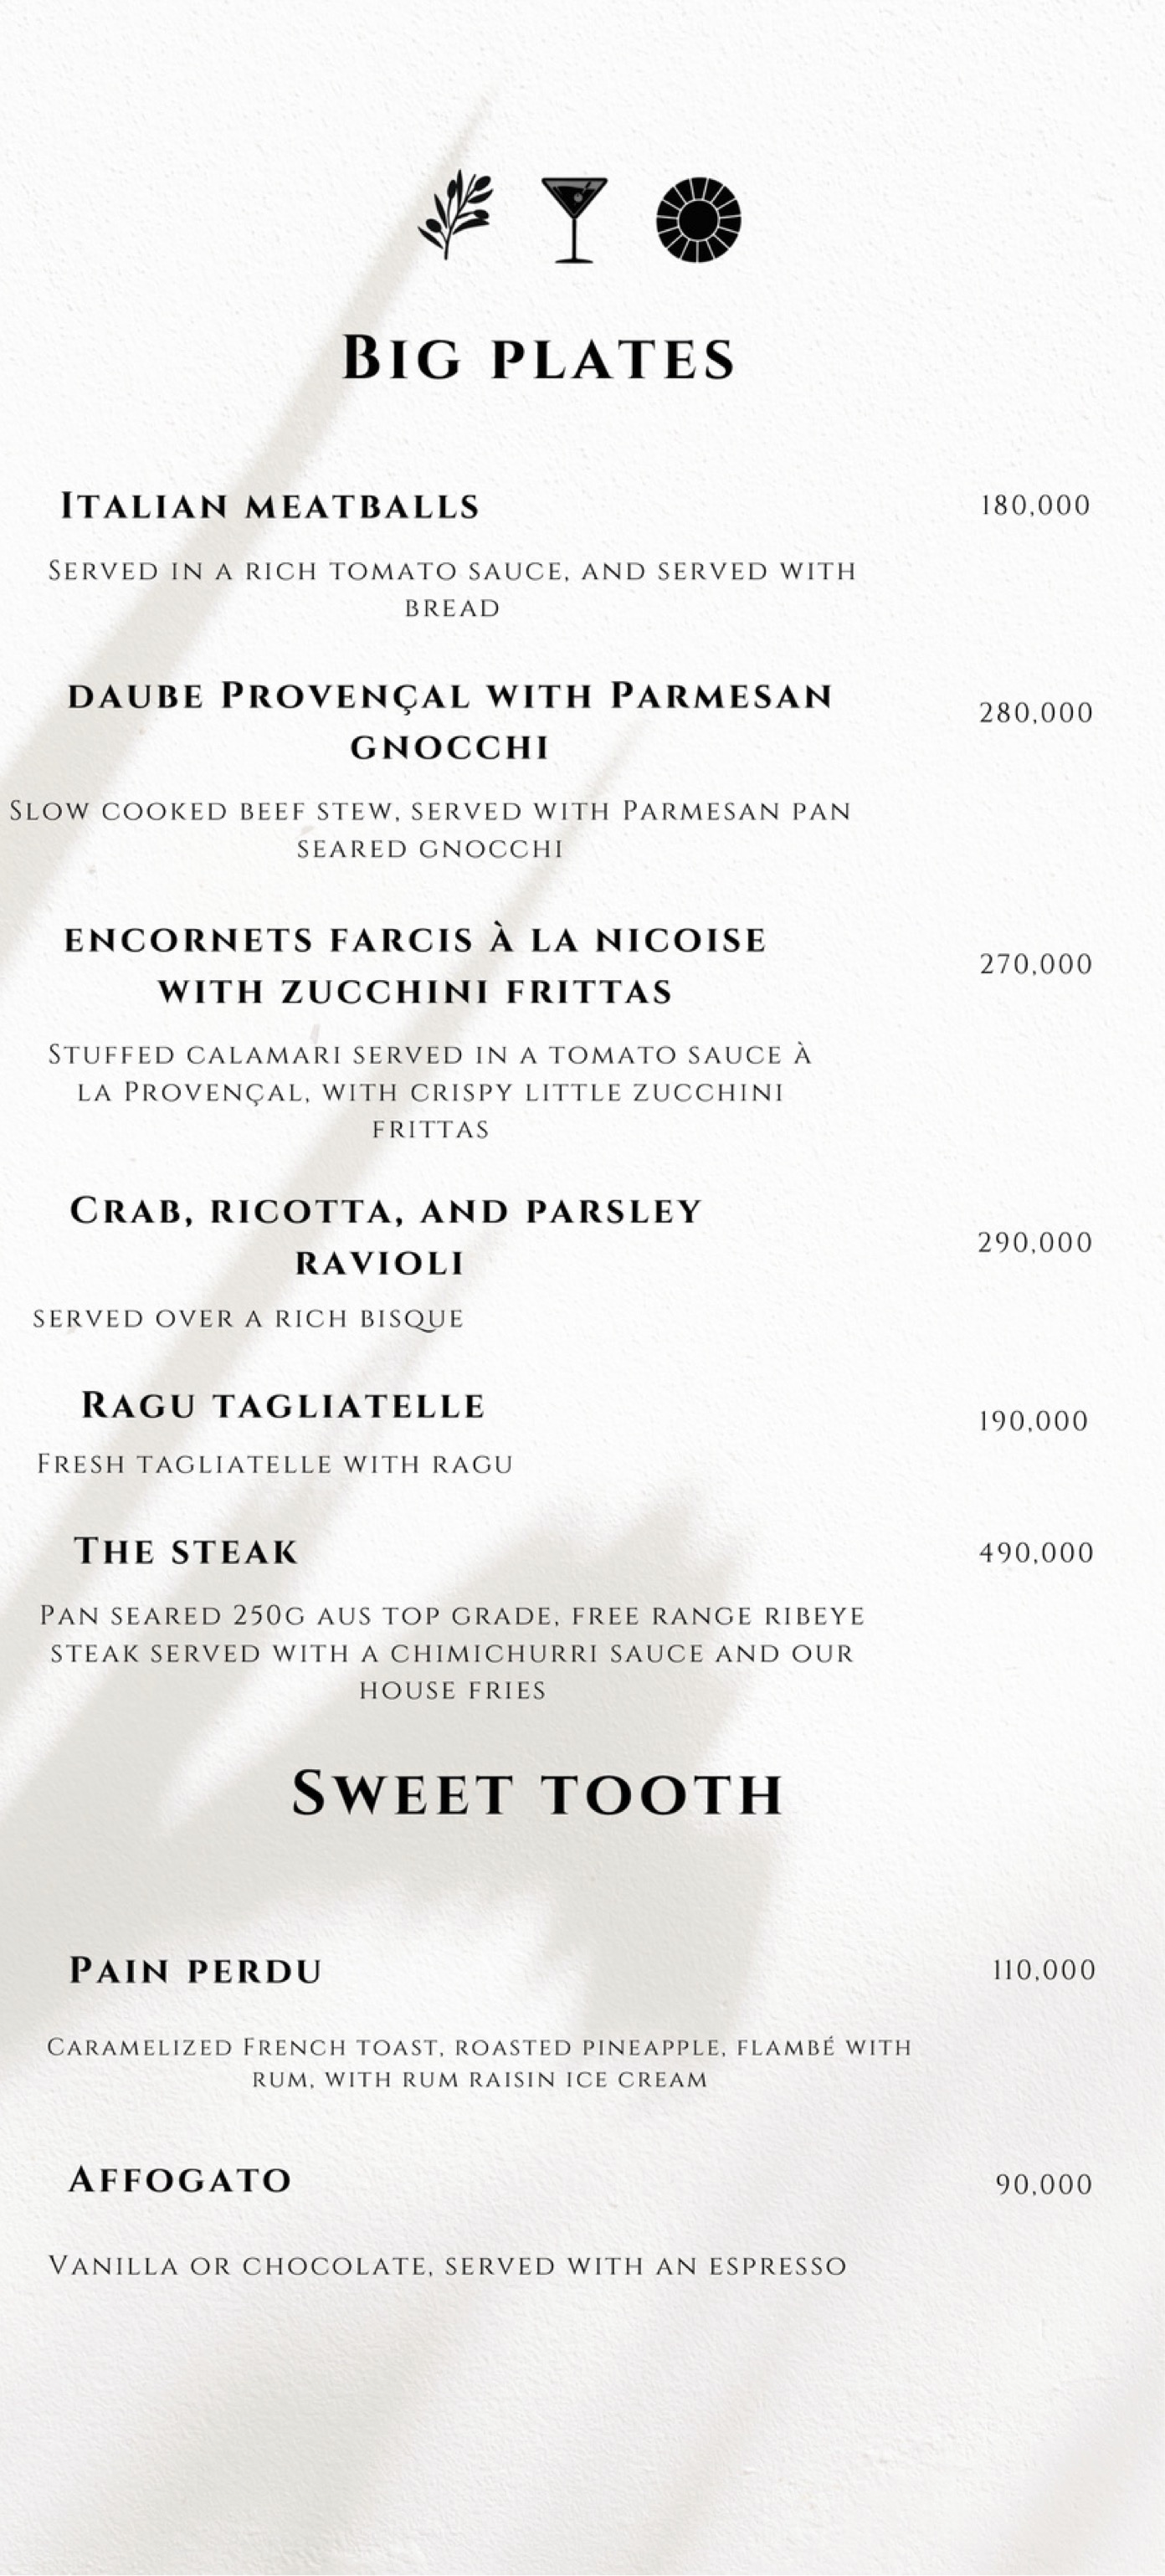 Big plates
Italian meatballs 180,000
Served in a rich tomato sauce, and served with
bread
daube Provençal with Parmesan
gnocchi
280,000
Slow cooked beef stew, served with Parmesan pan
seared gnocchi
encornets farcis à la nicoise
with zucchini frittas
270,000
Stuffed calamari served in a tomato sauce à
la Provençal, with crispy little zucchini
frittas
Crab, ricotta, and parsley
ravioli
290,000
served over a rich bisque
Ragu tagliatelle 190,000
Fresh tagliatelle with ragu
The steak 490,000
Pan seared 250g aus top grade, free range ribeye
steak served with a chimichurri sauce and our
house fries
Sweet tooth
Pain perdu 110,000
Caramelized French toast, roasted pineapple, flambé with
rum, with rum raisin ice cream
Affogato 90,000
Vanilla or chocolate, served with an espresso